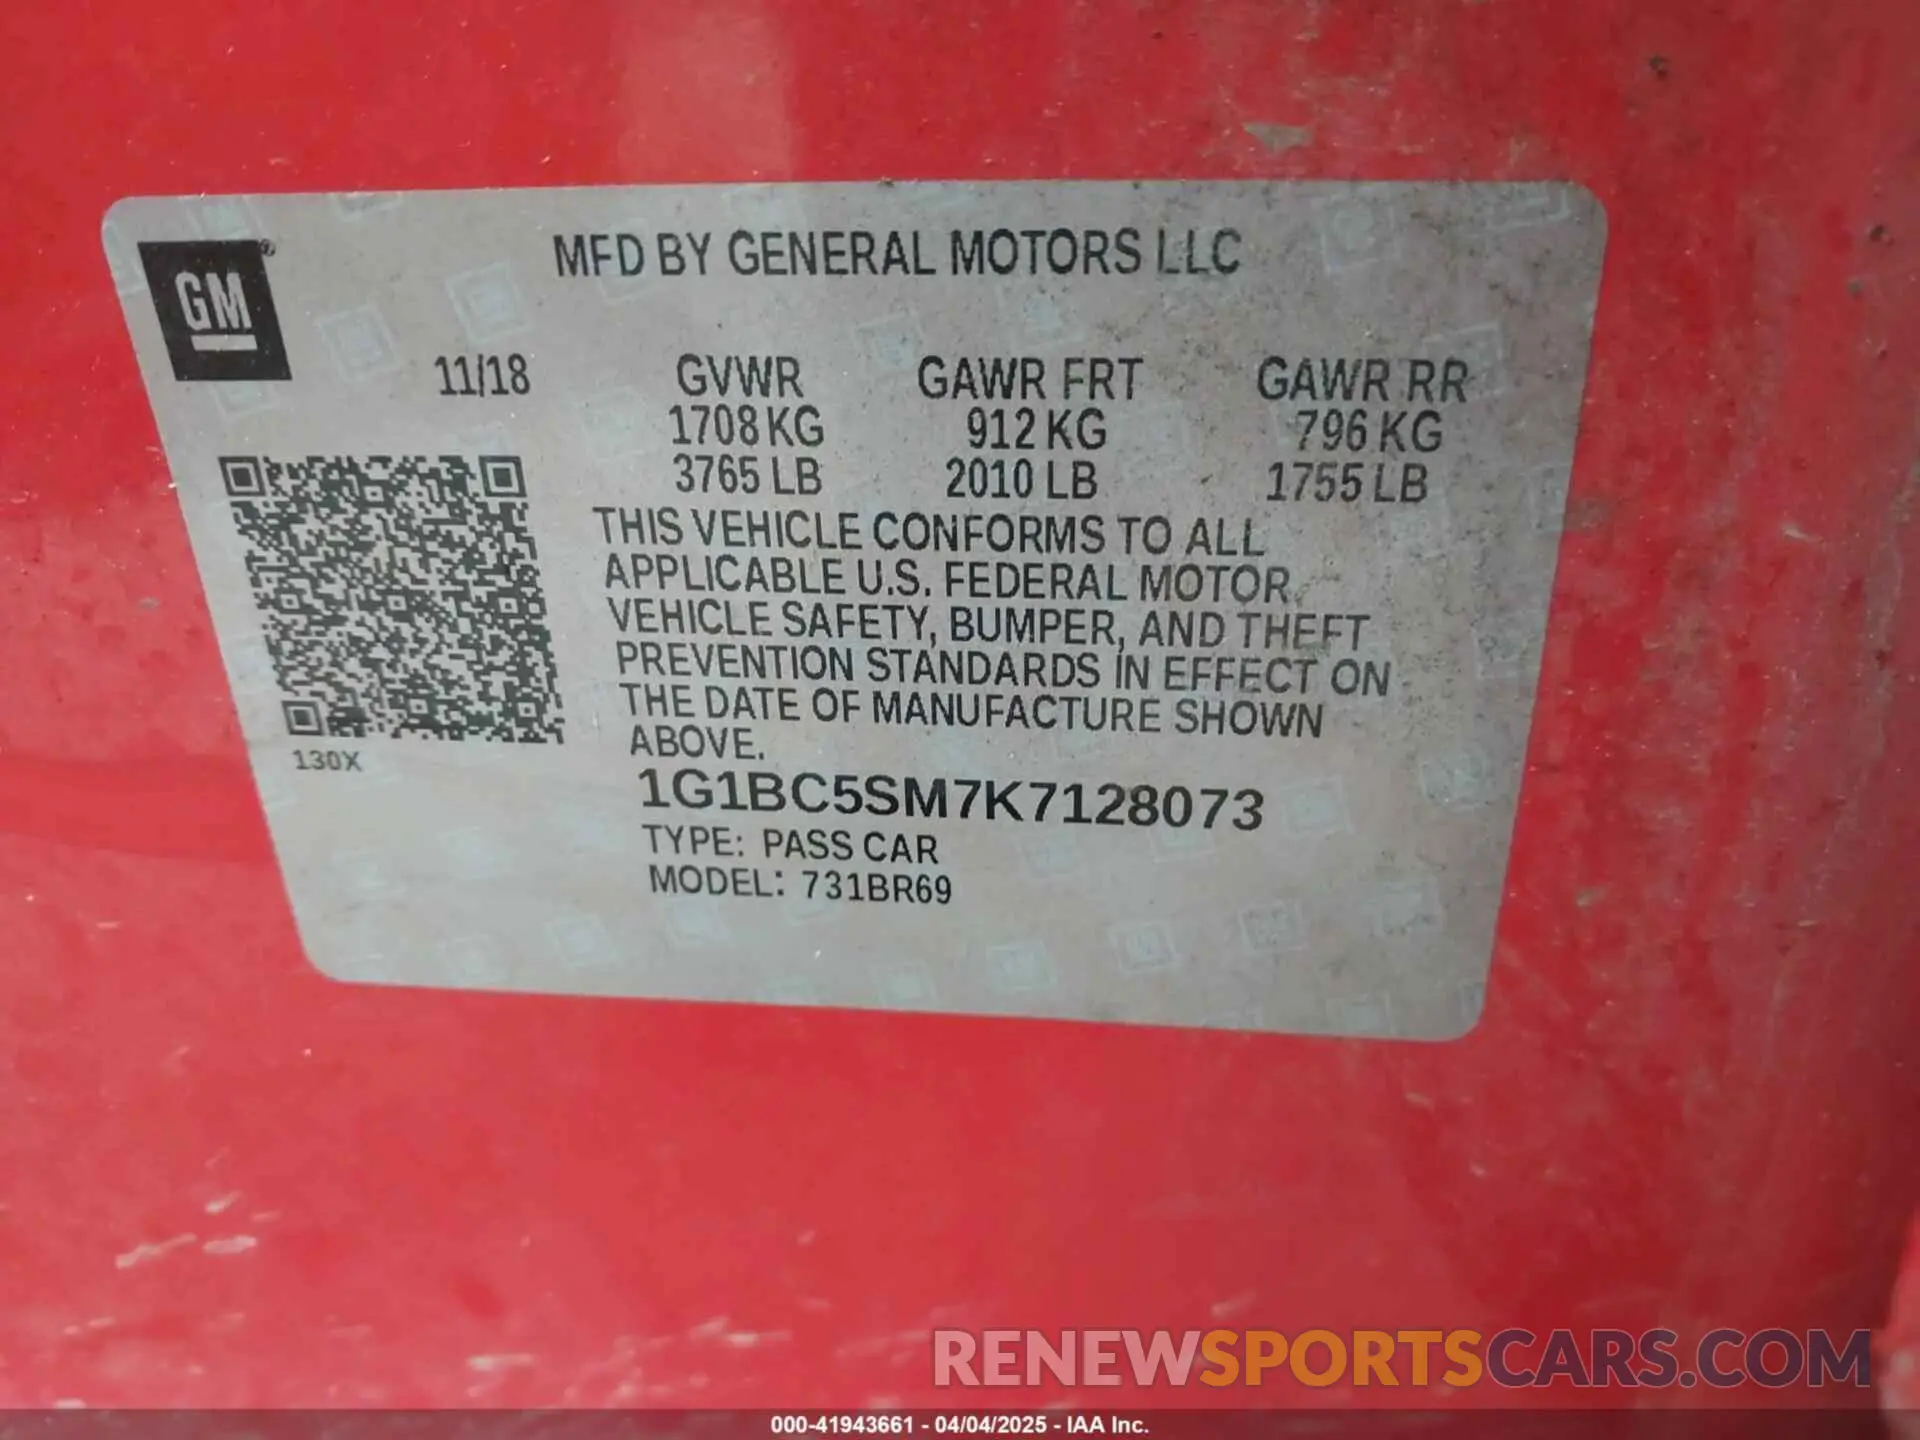 MFD BY GENERAL MOTORS LLC
GM®
11/18 GVWR GAWR FRT GAWR RR
1708 KG 912 KG 796 KG
3765 LB 2010 LB 1755 LB
THIS VEHICLE CONFORMS TO ALL
APPLICABLE U.S. FEDERAL MOTOR
VEHICLE SAFETY, BUMPER, AND THEFT
PREVENTION STANDARDS IN EFFECT ON
THE DATE OF MANUFACTURE SHOWN
ABOVE.
130X
1G1BC5SM7K7128073
TYPE: PASS CAR
MODEL: 731BR69
RENEWSPORTSCARS.COM
000-41943661 - 04/04/2025 - IAA Inc.